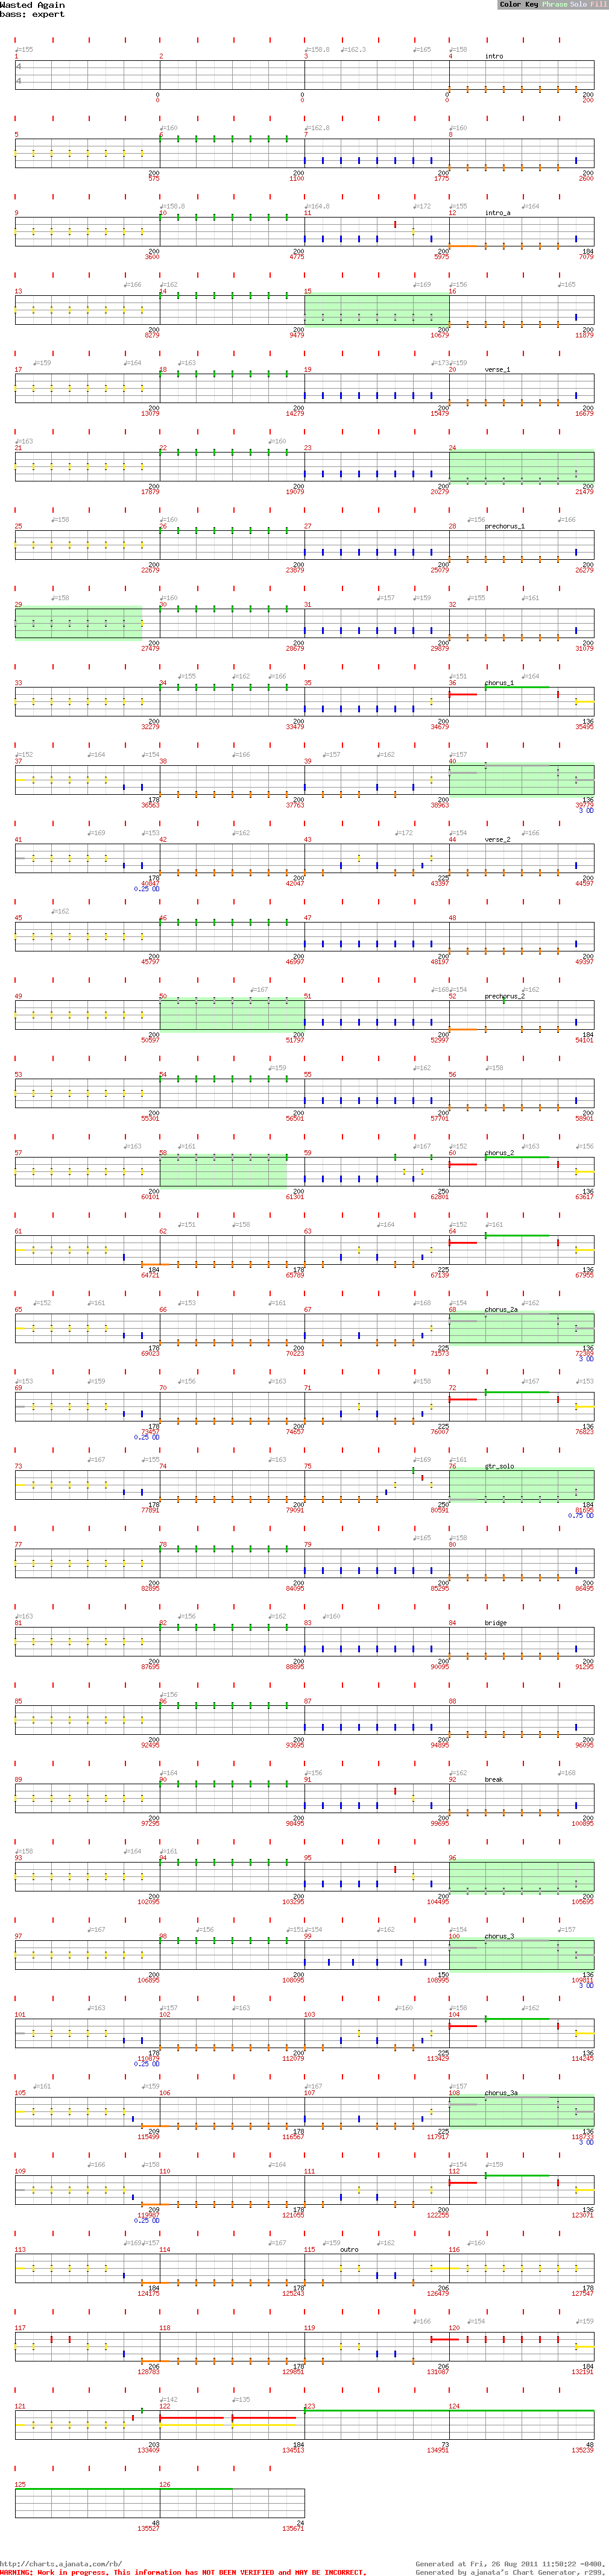 Wasted Again
Color Key Phrase Solo Fill
bass: expert
♩=155 ♩=158.8 ♩=162.3 ♩=165 ♩=158
1 2 3 4 intro
4
4
0 0 0 200
0 0 0 200
♩=160 ♩=162.8 ♩=160
5 6 7 8
200 200 200 200
575 1100 1775 2600
♩=158.8 ♩=164.8 ♩=172 ♩=155 ♩=164
9 10 11 12 intro_a
200 200 200 184
3600 4775 5975 7079
♩=166 ♩=162 ♩=169 ♩=156 ♩=165
13 14 15 16
200 200 200 200
8279 9479 10679 11879
♩=159 ♩=164 ♩=163 ♩=173 ♩=159
17 18 19 20 verse_1
200 200 200 200
13079 14279 15479 16679
♩=163 ♩=160
21 22 23 24
200 200 200 200
17879 19079 20279 21479
♩=158 ♩=160 ♩=156 ♩=166
25 26 27 28 prechorus_1
200 200 200 200
22679 23879 25079 26279
♩=158 ♩=160 ♩=157 ♩=159 ♩=155 ♩=161
29 30 31 32
200 200 200 200
27479 28679 29879 31079
♩=155 ♩=162 ♩=166 ♩=151 ♩=164
33 34 35 36 chorus_1
200 200 200 136
32279 33479 34679 35495
♩=152 ♩=164 ♩=154 ♩=166 ♩=157 ♩=162 ♩=157
37 38 39 40
178 200 200 136
36563 37763 38963 39779
3 OD
♩=169 ♩=153 ♩=162 ♩=172 ♩=154 ♩=166
41 42 43 44 verse_2
178 200 225 200
40847 42047 43397 44597
0.25 OD
♩=162
45 46 47 48
200 200 200 200
45797 46997 48197 49397
♩=167 ♩=168 ♩=154 ♩=162
49 50 51 52 prechorus_2
200 200 200 184
50597 51797 52997 54101
♩=159 ♩=162 ♩=158
53 54 55 56
200 200 200 200
55301 56501 57701 58901
♩=163 ♩=161 ♩=167 ♩=152 ♩=163 ♩=156
57 58 59 60 chorus_2
200 200 250 136
60101 61301 62801 63617
♩=151 ♩=158 ♩=164 ♩=152 ♩=161
61 62 63 64
184 178 225 136
64721 65789 67139 67955
♩=152 ♩=161 ♩=153 ♩=161 ♩=168 ♩=154 ♩=162
65 66 67 68 chorus_2a
178 200 225 136
69023 70223 71573 72389
3 OD
♩=153 ♩=159 ♩=156 ♩=163 ♩=158 ♩=167 ♩=153
69 70 71 72
178 200 225 136
73457 74657 76007 76823
0.25 OD
♩=167 ♩=155 ♩=163 ♩=169 ♩=161
73 74 75 76 gtr_solo
178 200 250 184
77891 79091 80591 81695
0.75 OD
♩=165 ♩=158
77 78 79 80
200 200 200 200
82895 84095 85295 86495
♩=163 ♩=156 ♩=162 ♩=160
81 82 83 84 bridge
200 200 200 200
87695 88895 90095 91295
♩=156
85 86 87 88
200 200 200 200
92495 93695 94895 96095
♩=164 ♩=156 ♩=162 ♩=168
89 90 91 92 break
200 200 200 200
97295 98495 99695 100895
♩=158 ♩=164 ♩=161
93 94 95 96
200 200 200 200
102095 103295 104495 105695
♩=167 ♩=156 ♩=151 ♩=154 ♩=162 ♩=154 ♩=157
97 98 99 100 chorus_3
200 200 150 136
106895 108095 108995 109811
3 OD
♩=163 ♩=157 ♩=163 ♩=160 ♩=158 ♩=162
101 102 103 104
178 200 225 136
110879 112079 113429 114245
0.25 OD
♩=161 ♩=159 ♩=167 ♩=157
105 106 107 108 chorus_3a
209 178 225 136
115499 116567 117917 118733
3 OD
♩=166 ♩=158 ♩=164 ♩=154 ♩=159
109 110 111 112
209 178 200 136
119987 121055 122255 123071
0.25 OD
♩=169 ♩=157 ♩=167 ♩=159 ♩=162 ♩=160
113 114 115 outro 116
184 178 206 178
124175 125243 126479 127547
♩=166 ♩=154 ♩=159
117 118 119 120
206 178 206 184
128783 129851 131087 132191
♩=142 ♩=135
121 122 123 124
203 184 73 48
133409 134513 134951 135239
125 126
48 24
135527 135671
http://charts.ajanata.com/rb/ Generated at Fri, 26 Aug 2011 11:50:22 -0400.
WARNING: Work in progress. This information has NOT BEEN VERIFIED and MAY BE INCORRECT. Generated by ajanata's Chart Generator, r299.